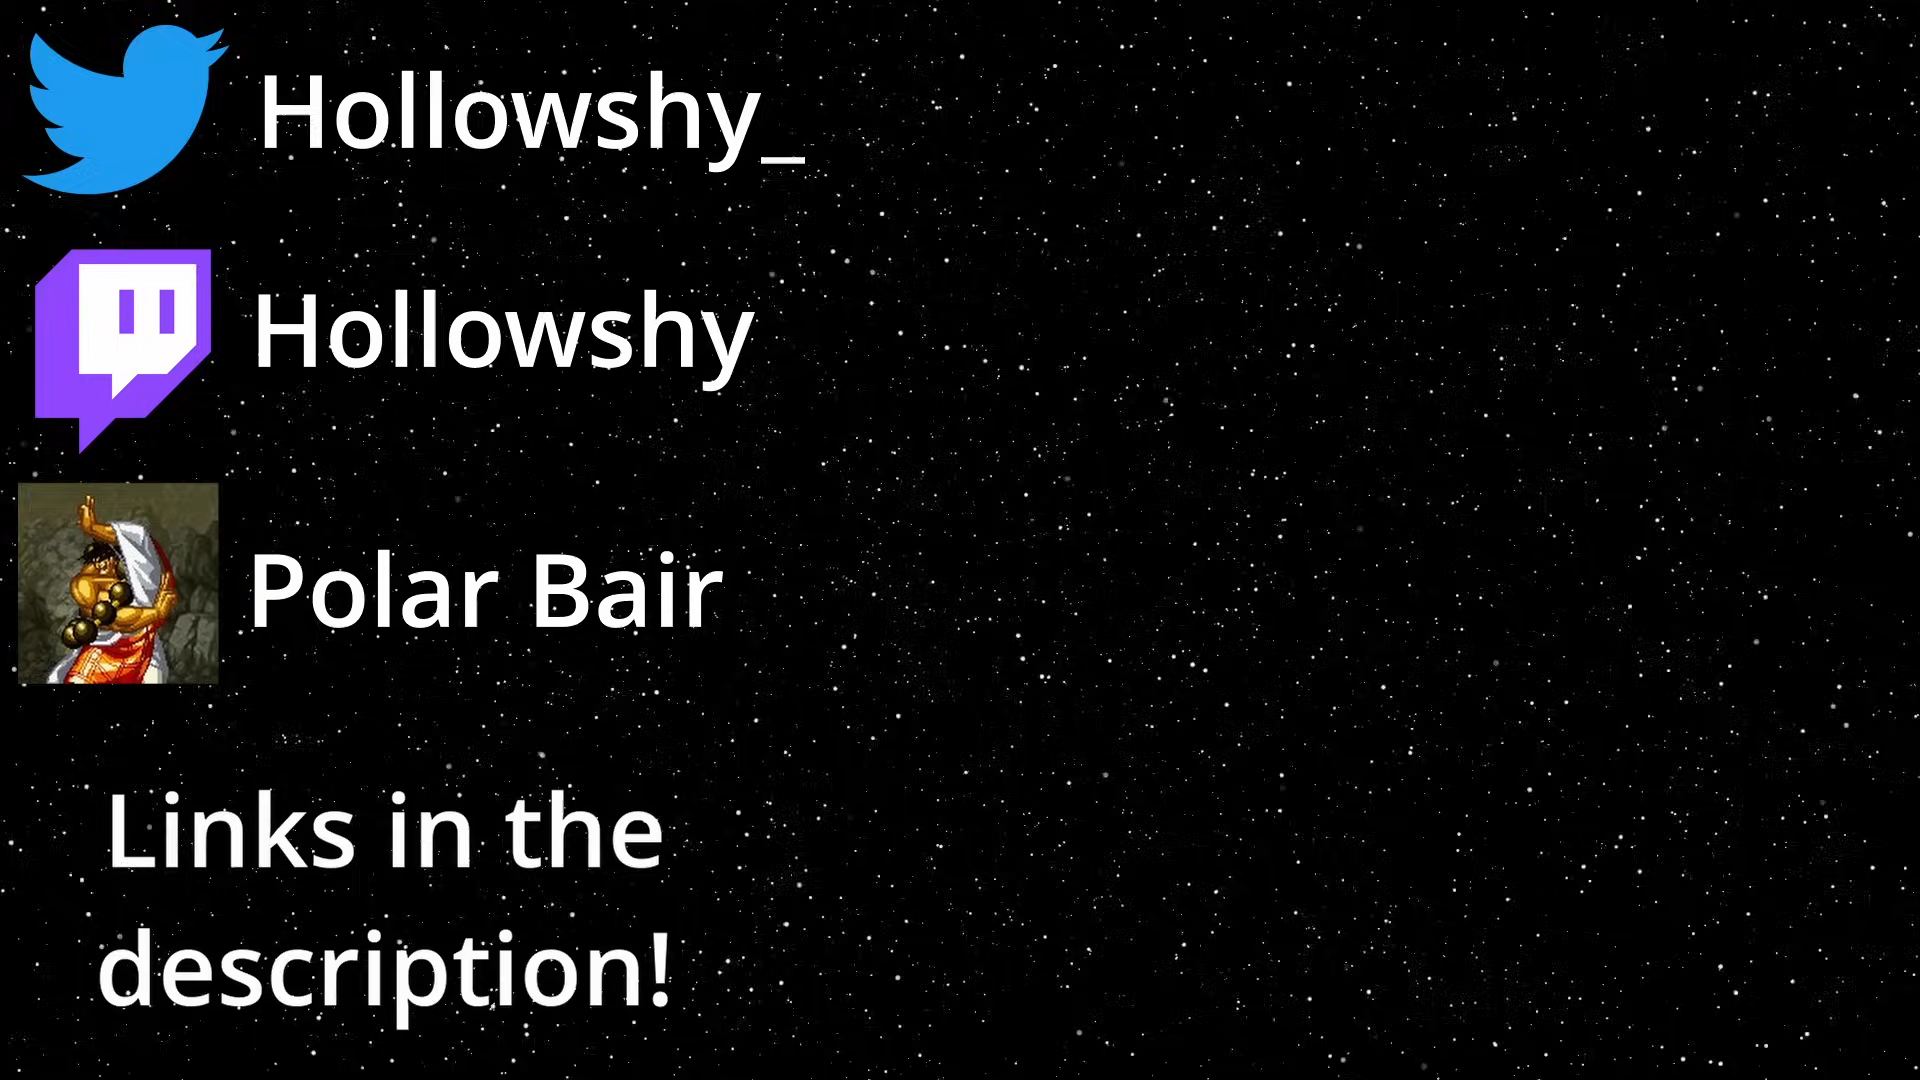 Hollowshy_
Hollowshy
Polar Bair
Links in the
description!